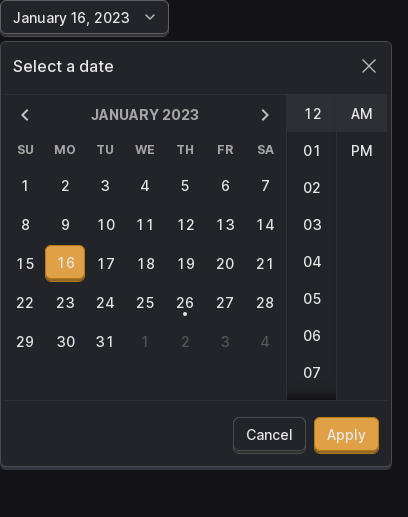 January 16, 2023
Select a date
JANUARY 2023
SU MO TU WE TH FR SA
1 2 3 4 5 6 7
8 9 10 11 12 13 14
15 16 17 18 19 20 21
22 23 24 25 26 27 28
29 30 31 1 2 3 4
12 AM
01 PM
02
03
04
05
06
07
Cancel Apply